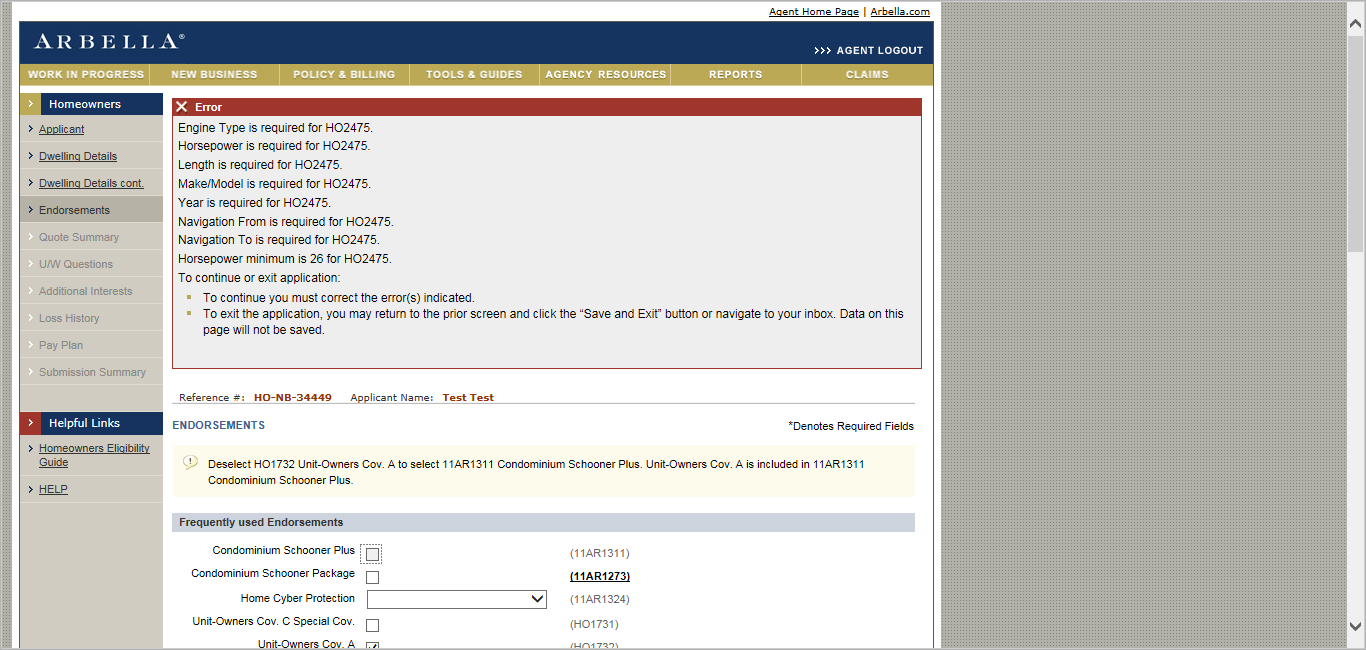 Agent Home Page | Arbella.com
ARBELLA®
>>> AGENT LOGOUT
WORK IN PROGRESS NEW BUSINESS POLICY & BILLING TOOLS & GUIDES AGENCY RESOURCES REPORTS CLAIMS
Homeowners
Applicant
Dwelling Details
Dwelling Details cont.
Endorsements
Quote Summary
U/W Questions
Additional Interests
Loss History
Pay Plan
Submission Summary
Helpful Links
Homeowners Eligibility
Guide
HELP
Error
Engine Type is required for HO2475.
Horsepower is required for HO2475.
Length is required for HO2475.
Make/Model is required for HO2475.
Year is required for HO2475.
Navigation From is required for HO2475.
Navigation To is required for HO2475.
Horsepower minimum is 26 for HO2475.
To continue or exit application:
To continue you must correct the error(s) indicated.
To exit the application, you may return to the prior screen and click the “Save and Exit” button or navigate to your inbox. Data on this
page will not be saved.
Reference #: HO-NB-34449 Applicant Name: Test Test
ENDORSEMENTS
*Denotes Required Fields
Deselect HO1732 Unit-Owners Cov. A to select 11AR1311 Condominium Schooner Plus. Unit-Owners Cov. A is included in 11AR1311
Condominium Schooner Plus.
Frequently used Endorsements
Condominium Schooner Plus (11AR1311)
Condominium Schooner Package (11AR1273)
Home Cyber Protection (11AR1324)
Unit-Owners Cov. C Special Cov. (HO1731)
Unit-Owners Cov. A (HO1732)